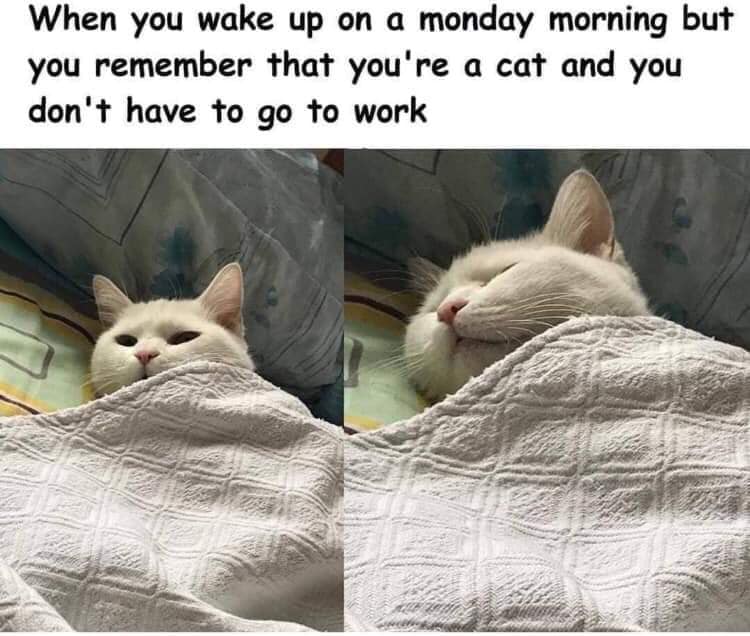 When you wake up on a monday morning but
you remember that you're a cat and you
don't have to go to work